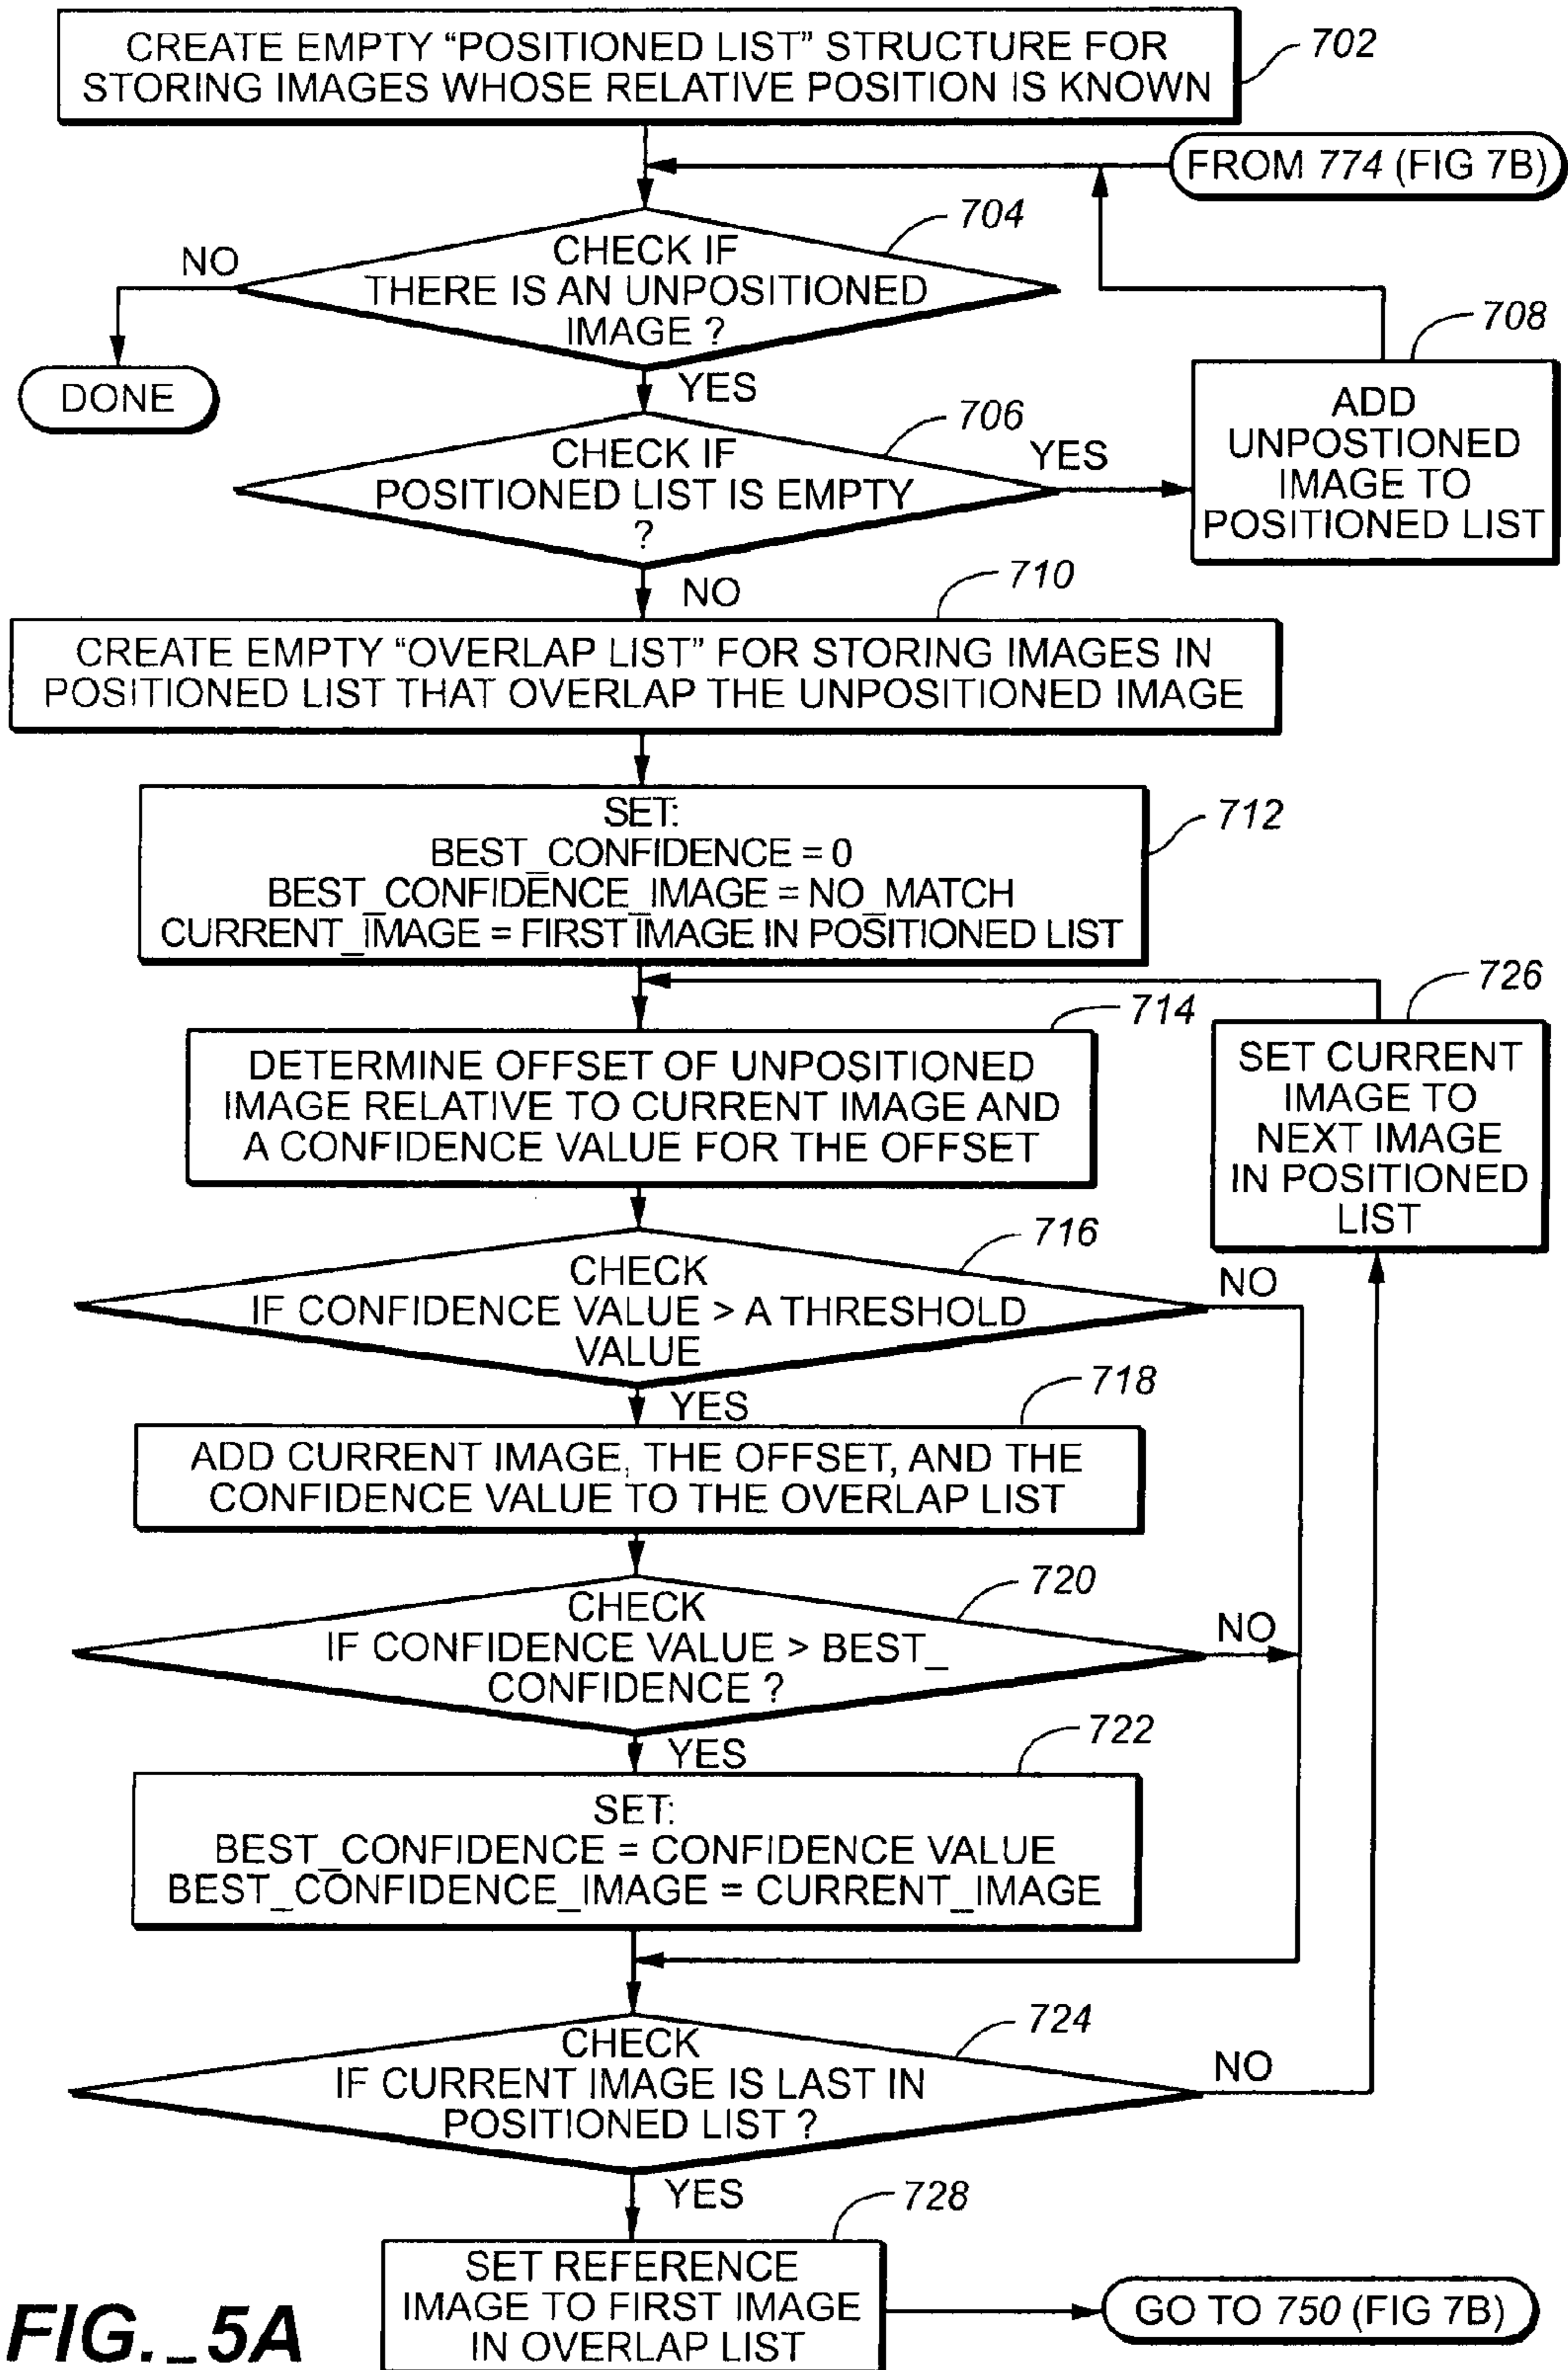 CREATE EMPTY “POSITIONED LIST” STRUCTURE FOR
STORING IMAGES WHOSE RELATIVE POSITION IS KNOWN
702
FROM 774 (FIG 7B)
704
CHECK IF
THERE IS AN UNPOSITIONED
IMAGE ?
NO
DONE
YES
706
CHECK IF
POSITIONED LIST IS EMPTY
?
YES
708
ADD
UNPOSTIONED
IMAGE TO
POSITIONED LIST
NO
710
CREATE EMPTY “OVERLAP LIST” FOR STORING IMAGES IN
POSITIONED LIST THAT OVERLAP THE UNPOSITIONED IMAGE
712
SET:
BEST_CONFIDENCE = 0
BEST_CONFIDENCE_IMAGE = NO_MATCH
CURRENT_IMAGE = FIRST IMAGE IN POSITIONED LIST
714
DETERMINE OFFSET OF UNPOSITIONED
IMAGE RELATIVE TO CURRENT IMAGE AND
A CONFIDENCE VALUE FOR THE OFFSET
726
SET CURRENT
IMAGE TO
NEXT IMAGE
IN POSITIONED
LIST
716
CHECK
IF CONFIDENCE VALUE > A THRESHOLD
VALUE
NO
YES
718
ADD CURRENT IMAGE, THE OFFSET, AND THE
CONFIDENCE VALUE TO THE OVERLAP LIST
720
CHECK
IF CONFIDENCE VALUE > BEST_
CONFIDENCE ?
NO
YES
722
SET:
BEST_CONFIDENCE = CONFIDENCE VALUE
BEST_CONFIDENCE_IMAGE = CURRENT_IMAGE
724
CHECK
IF CURRENT IMAGE IS LAST IN
POSITIONED LIST ?
NO
YES
728
SET REFERENCE
IMAGE TO FIRST IMAGE
IN OVERLAP LIST
GO TO 750 (FIG 7B)
FIG._5A